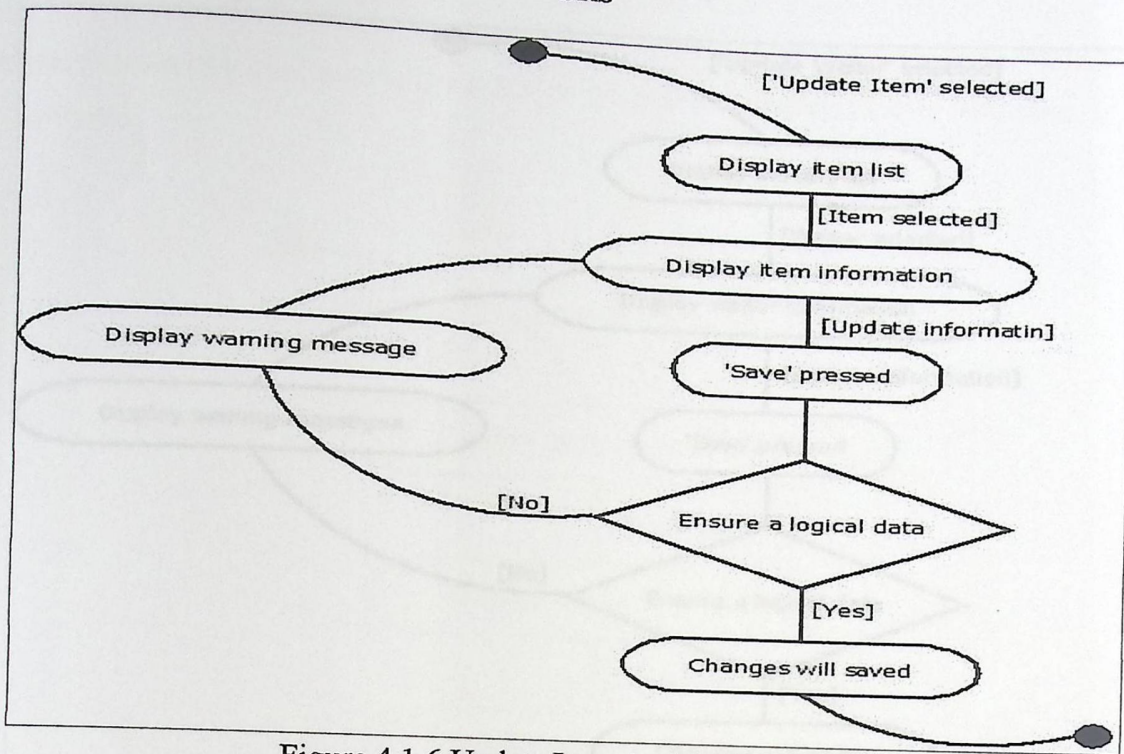 ['Update Item' selected]
Display item list
[Item selected]
Display item information
[Update informatin]
Display warning message
'Save' pressed
[No]
Ensure a logical data
[Yes]
Changes will saved
Figure 4.1.6